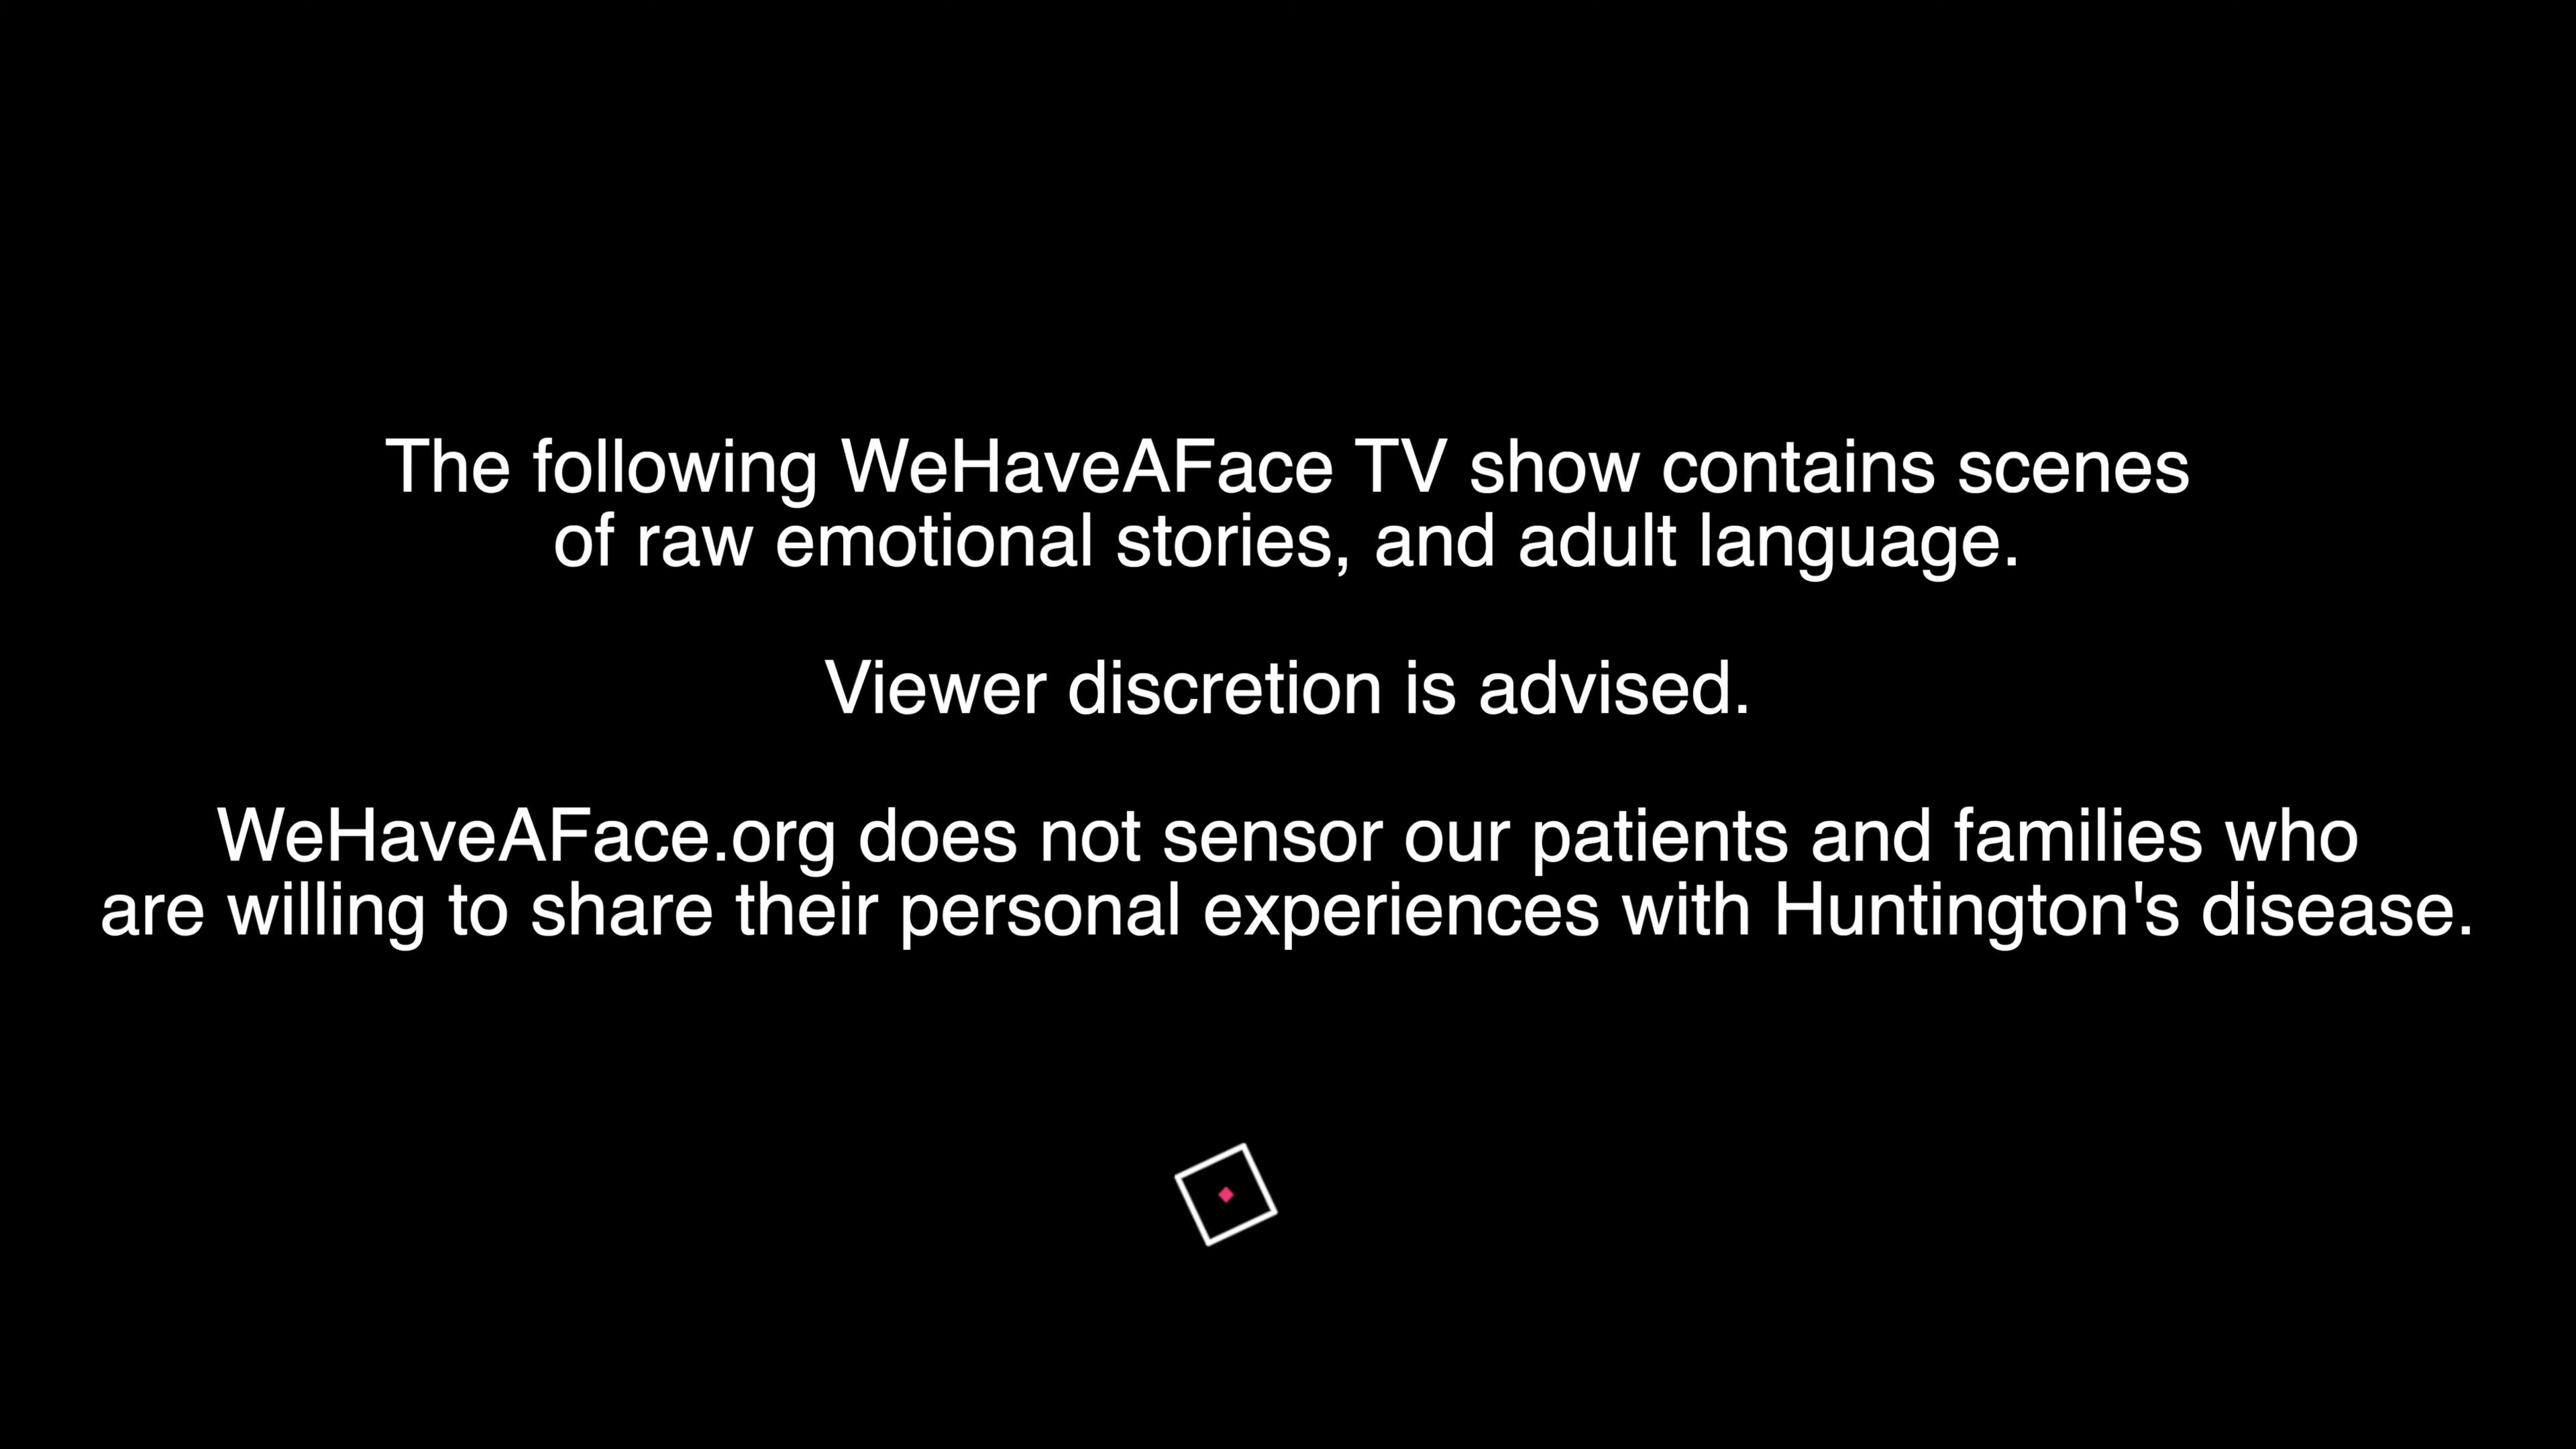 The following WeHaveAFace TV show contains scenes
of raw emotional stories, and adult language.
Viewer discretion is advised.
WeHaveAFace.org does not sensor our patients and families who
are willing to share their personal experiences with Huntington's disease.